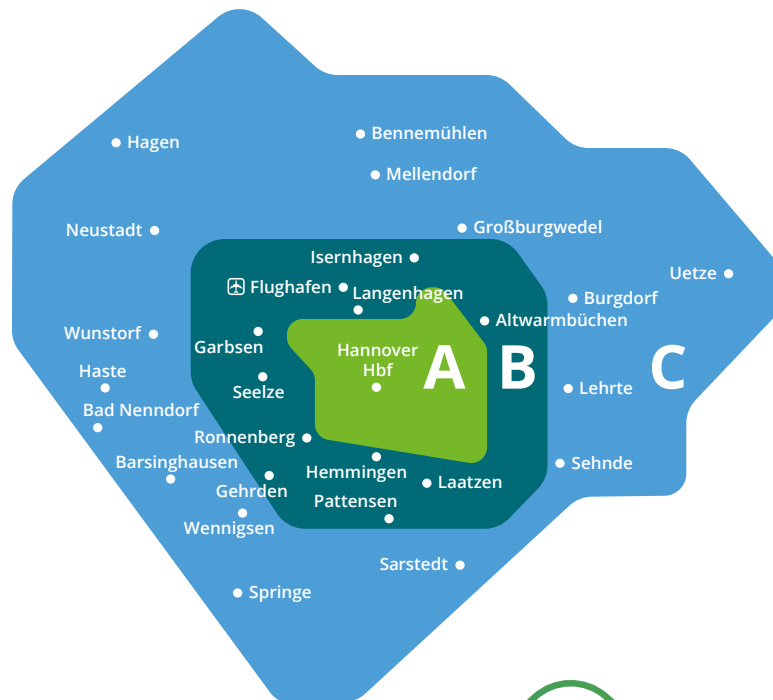 Hagen
Bennemühlen
Mellendorf
Neustadt
Großburgwedel
Isernhagen
Uetze
Flughafen
Langenhagen
Burgdorf
Altwarmbüchen
Wunstorf
Garbsen
Hannover
Hbf
A
B
C
Haste
Seelze
Lehrte
Bad Nenndorf
Ronnenberg
Barsinghausen
Hemmingen
Sehnde
Gehrden
Laatzen
Pattensen
Wennigsen
Sarstedt
Springe